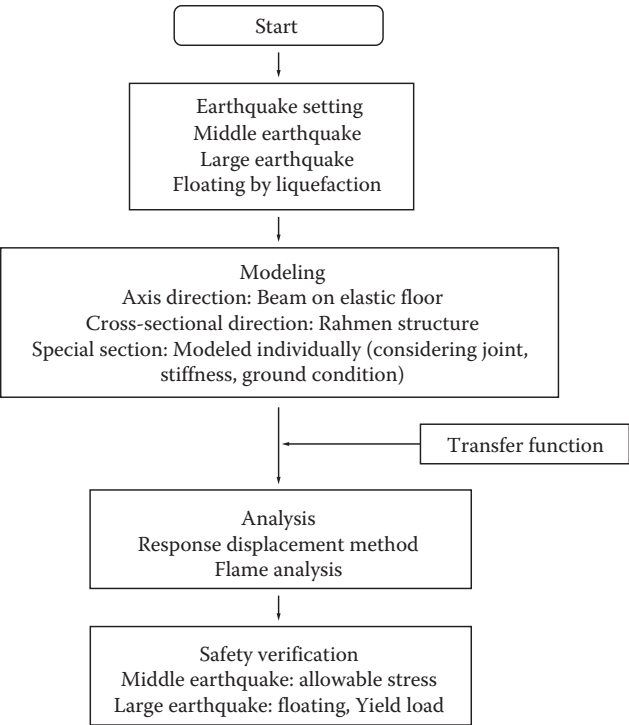 Start
Earthquake setting
Middle earthquake
Large earthquake
Floating by liquefaction
Modeling
Axis direction: Beam on elastic floor
Cross-sectional direction: Rahmen structure
Special section: Modeled individually (considering joint,
stiffness, ground condition)
Transfer function
Analysis
Response displacement method
Flame analysis
Safety verification
Middle earthquake: allowable stress
Large earthquake: floating, Yield load